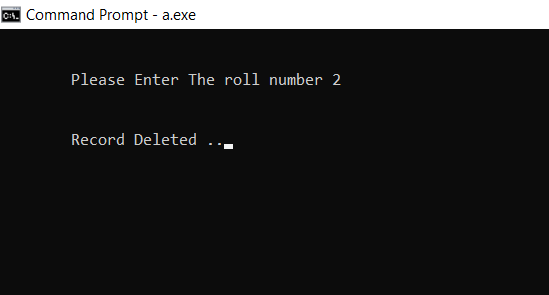 Command Prompt - a.exe
Please Enter The roll number 2
Record Deleted ..